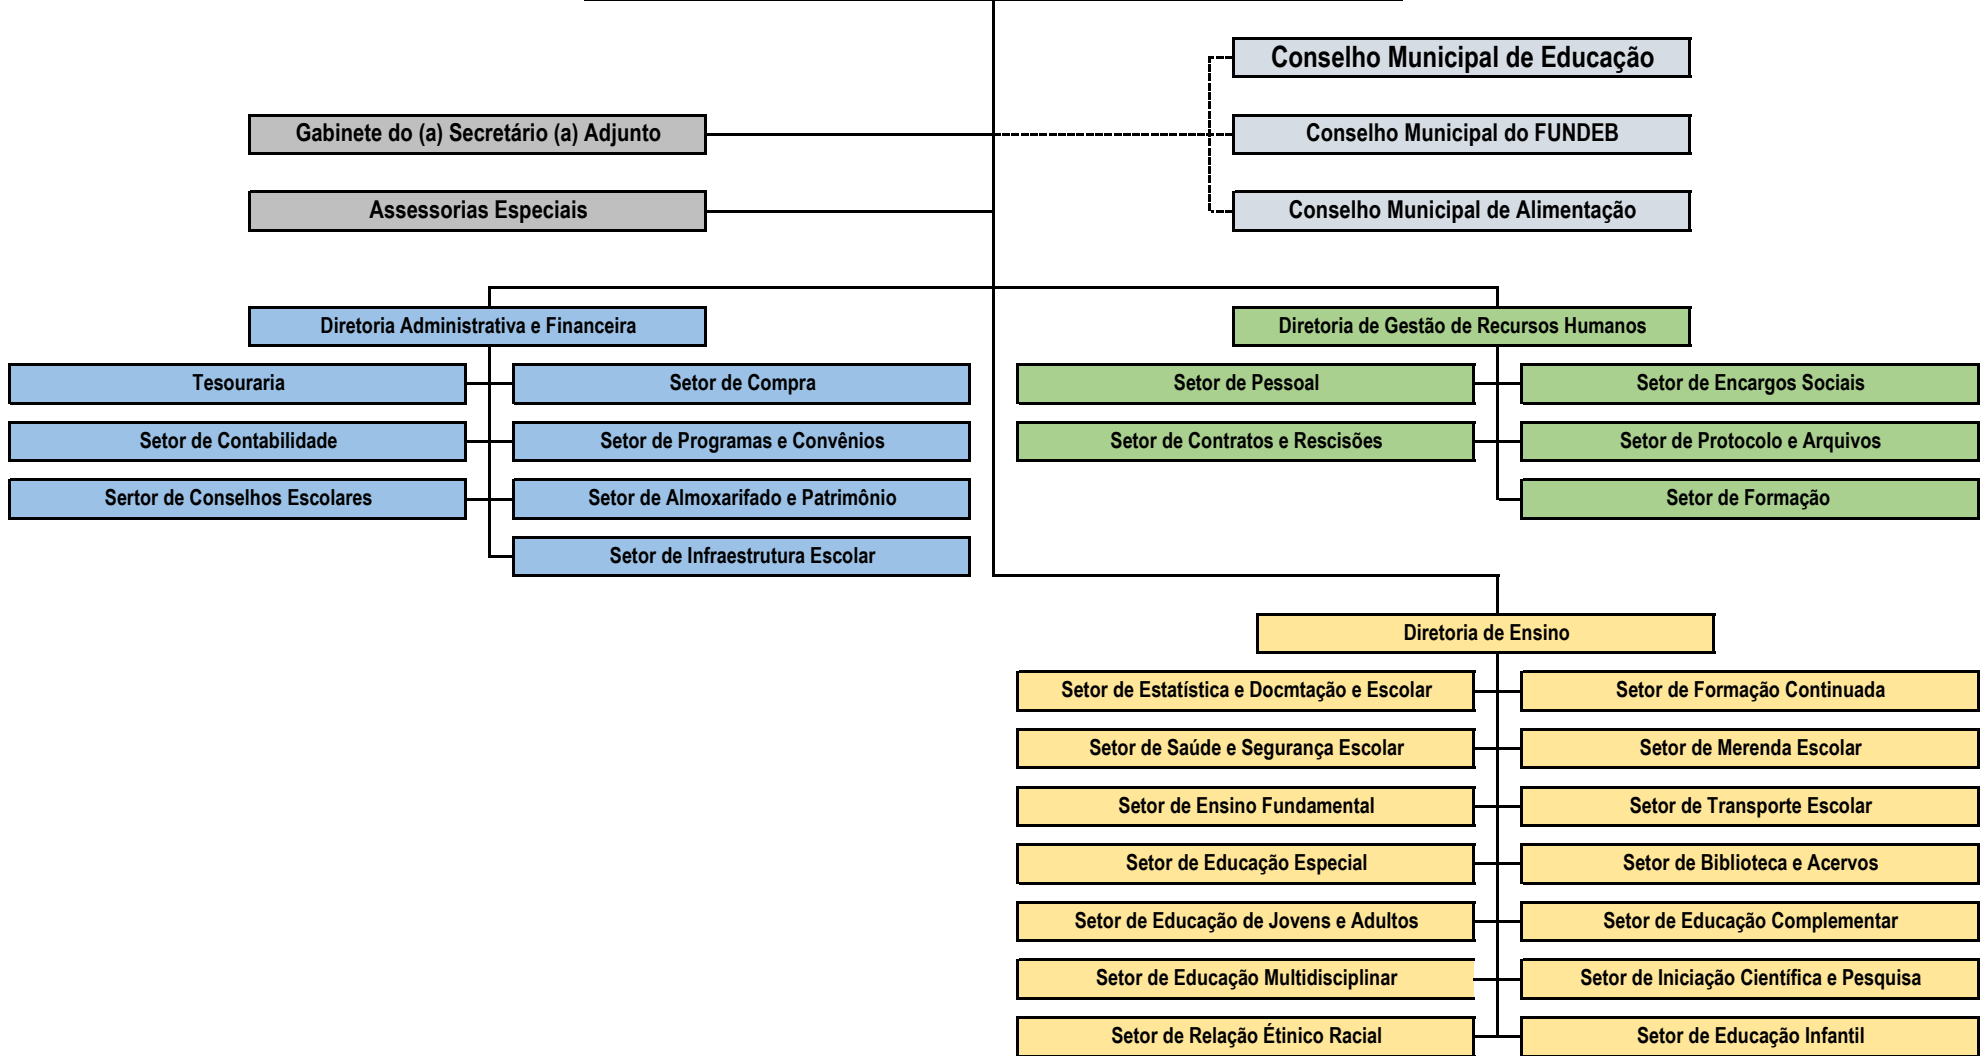 Conselho Municipal de Educação
Gabinete do (a) Secretário (a) Adjunto
Conselho Municipal do FUNDEB
Assessorias Especiais
Conselho Municipal de Alimentação
Diretoria Administrativa e Financeira
Diretoria de Gestão de Recursos Humanos
Tesouraria
Setor de Compra
Setor de Pessoal
Setor de Encargos Sociais
Setor de Contabilidade
Setor de Programas e Convênios
Setor de Contratos e Rescisões
Setor de Protocolo e Arquivos
Sertor de Conselhos Escolares
Setor de Almoxarifado e Patrimônio
Setor de Formação
Setor de Infraestrutura Escolar
Diretoria de Ensino
Setor de Estatística e Docmtação e Escolar
Setor de Formação Continuada
Setor de Saúde e Segurança Escolar
Setor de Merenda Escolar
Setor de Ensino Fundamental
Setor de Transporte Escolar
Setor de Educação Especial
Setor de Biblioteca e Acervos
Setor de Educação de Jovens e Adultos
Setor de Educação Complementar
Setor de Educação Multidisciplinar
Setor de Iniciação Científica e Pesquisa
Setor de Relação Étinico Racial
Setor de Educação Infantil